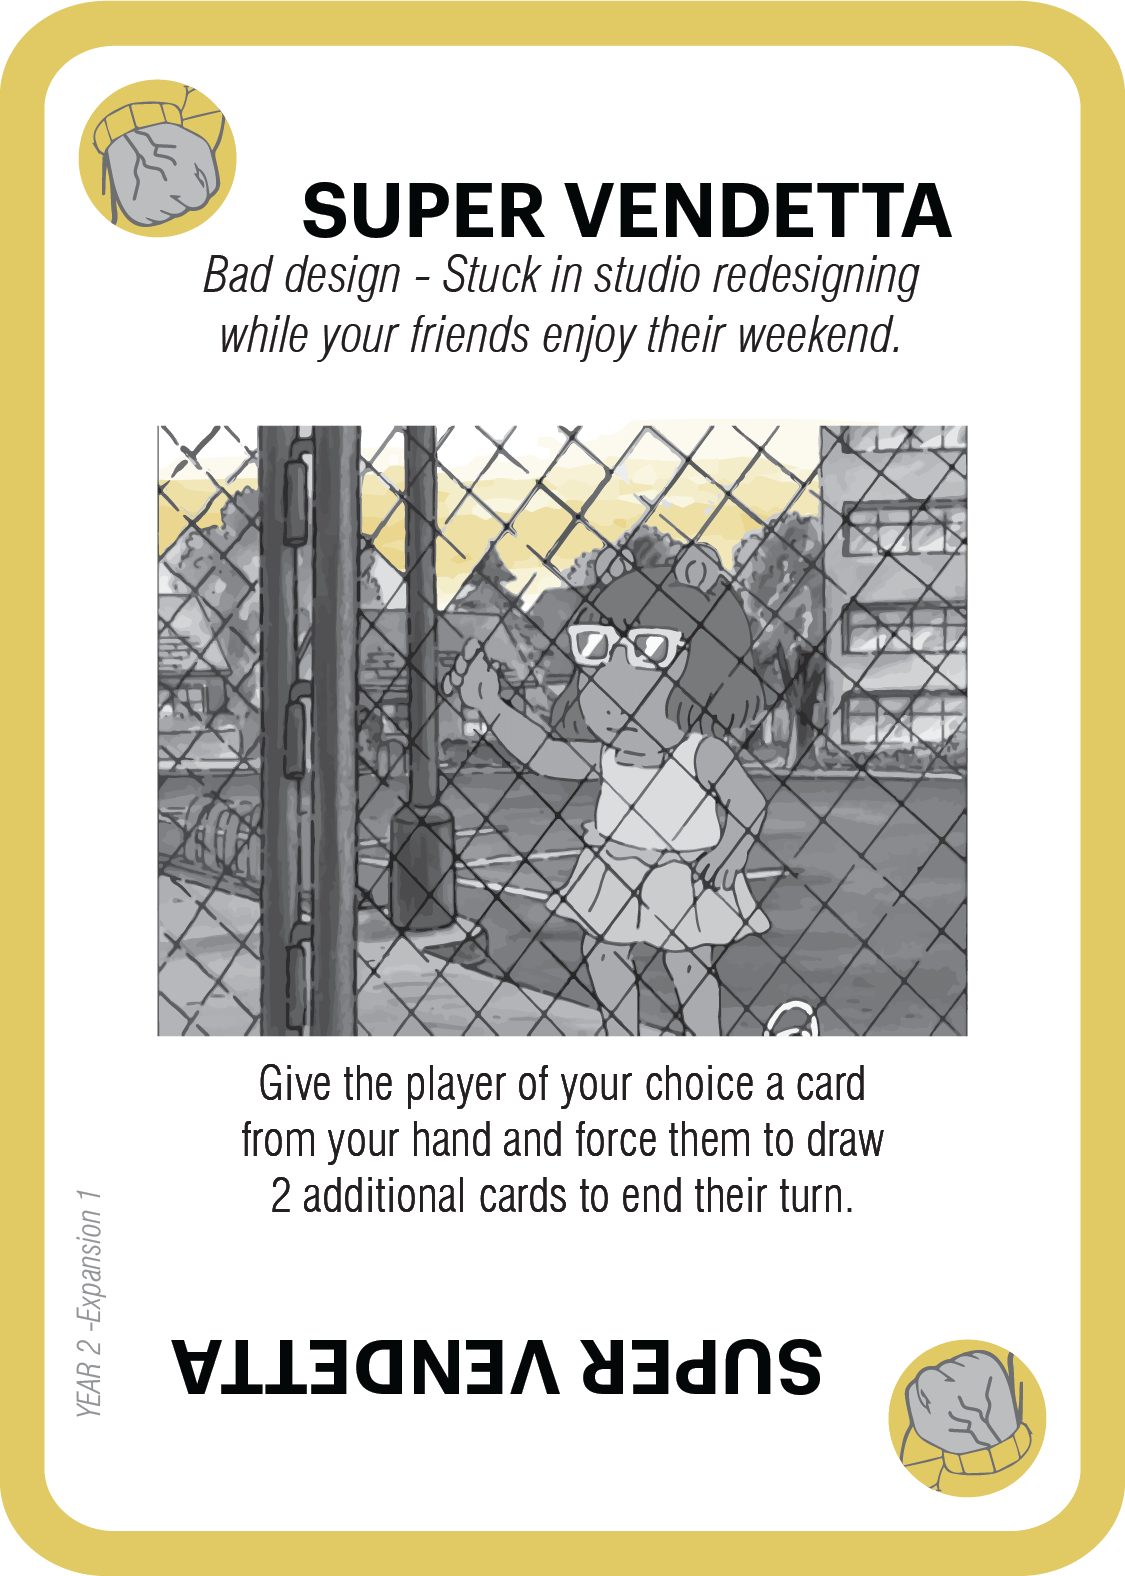 SUPER VENDETTA
Bad design - Stuck in studio redesigning
while your friends enjoy their weekend.
Give the player of your choice a card
from your hand and force them to draw
2 additional cards to end their turn.
YEAR 2 -Expansion 1
SUPER VENDETTA